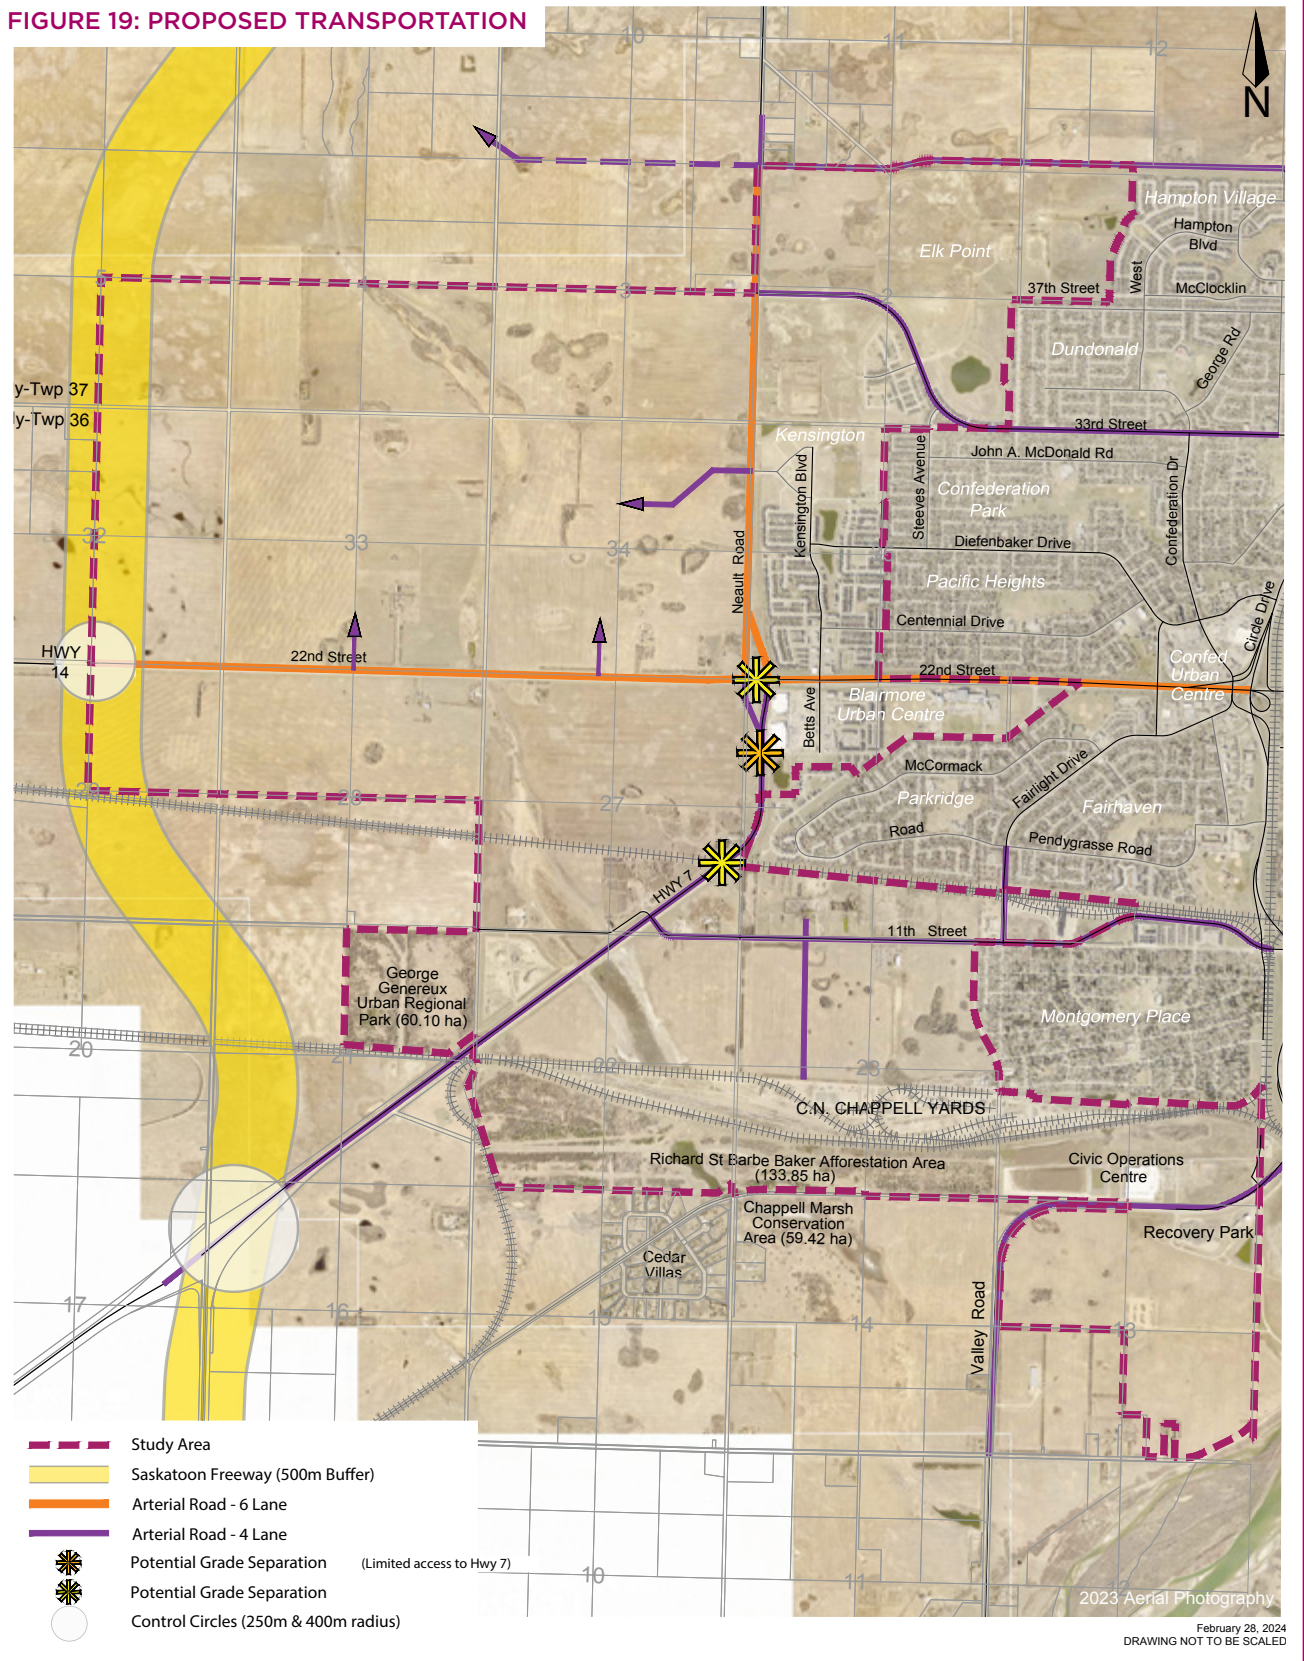 FIGURE 19: PROPOSED TRANSPORTATION
10
11
12
N
Hampton Village
Hampton
Blvd
Elk Point
West
37th Street
McClocklin
5
4
3
2
Dundonald
George Rd
y-Twp 37
ly-Twp 36
33rd Street
Kensington
John A. McDonald Rd
Steeves Avenue
Confederation Dr
Kensington Blvd
Confederation
Park
32
33
34
Neault Road
Diefenbaker Drive
Pacific Heights
Circle Drive
Centennial Drive
HWY
14
22nd Street
22nd Street
Confed
Urban
Centre
Betts Ave
Blairmore
Urban Centre
McCormack
Fairlight Drive
29
28
27
Parkridge
Fairhaven
Road
Pendygrasse Road
HWY 7
11th Street
George
Genereux
Urban Regional
Park (60.10 ha)
Montgomery Place
20
21
22
23
C.N. CHAPPELL YARDS
Richard St Barbe Baker Afforestation Area
(133.85 ha)
Civic Operations
Centre
Chappell Marsh
Conservation
Area (59.42 ha)
Recovery Park
Cedar
Villas
17
16
15
14
13
Valley Road
Study Area
Saskatoon Freeway (500m Buffer)
Arterial Road - 6 Lane
Arterial Road - 4 Lane
Potential Grade Separation (Limited access to Hwy 7)
Potential Grade Separation
Control Circles (250m & 400m radius)
10
11
12
2023 Aerial Photography
February 28, 2024
DRAWING NOT TO BE SCALED